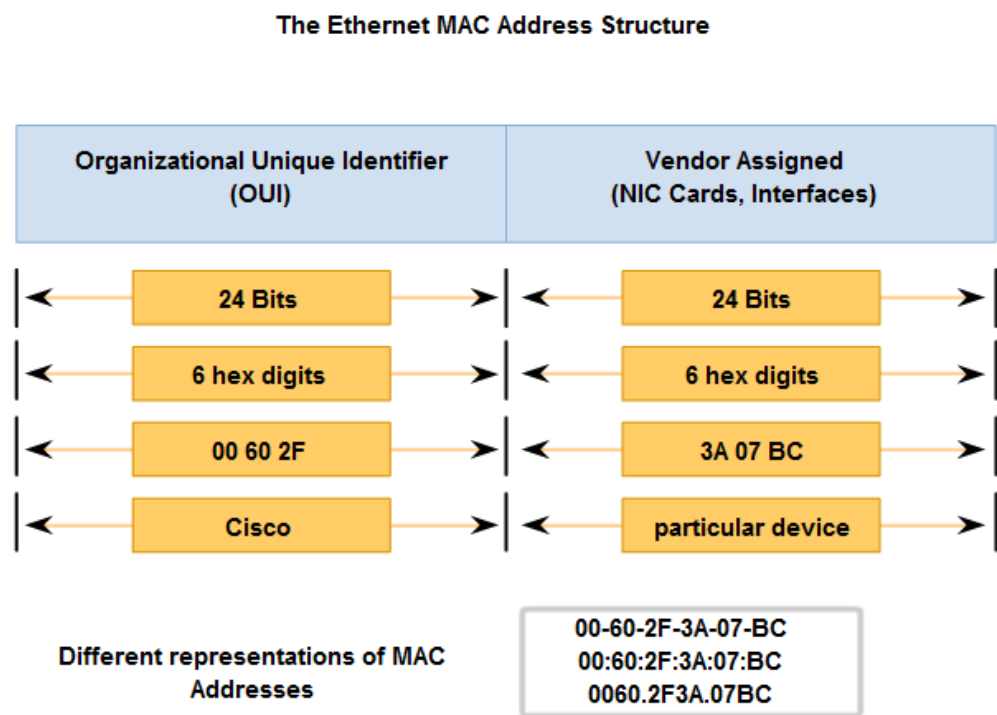 The Ethernet MAC Address Structure
Organizational Unique Identifier
(OUI)
Vendor Assigned
(NIC Cards, Interfaces)
24 Bits
24 Bits
6 hex digits
6 hex digits
00 60 2F
3A 07 BC
Cisco
particular device
Different representations of MAC
Addresses
00-60-2F-3A-07-BC
00:60:2F:3A:07:BC
0060.2F3A.07BC